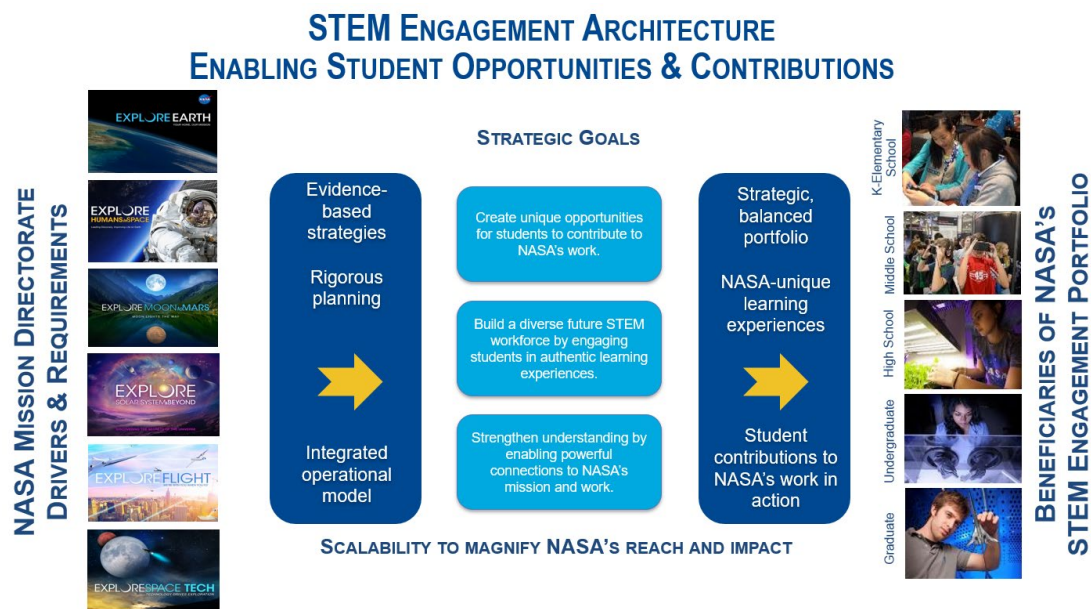 STEM ENGAGEMENT ARCHITECTURE
ENABLING STUDENT OPPORTUNITIES & CONTRIBUTIONS
NASA MISSION DIRECTORATE
DRIVERS & REQUIREMENTS
EXPLORE EARTH
EXPLORE
HUMANS IN SPACE
EXPLORE MOON to MARS
EXPLORE
SOLAR SYSTEM & BEYOND
EXPLORE FLIGHT
EXPLORE SPACE TECH
Evidence-
based
strategies
Rigorous
planning
Integrated
operational
model
STRATEGIC GOALS
Create unique opportunities
for students to contribute to
NASA's work.
Build a diverse future STEM
workforce by engaging
students in authentic learning
experiences.
Strengthen understanding by
enabling powerful
connections to NASA's
mission and work.
Strategic,
balanced
portfolio
NASA-unique
learning
experiences
Student
contributions to
NASA's work in
action
SCALABILITY TO MAGNIFY NASA'S REACH AND IMPACT
K-Elementary
School
Middle School
High School
Undergraduate
Graduate
BENEFICIARIES OF NASA'S
STEM ENGAGEMENT PORTFOLIO